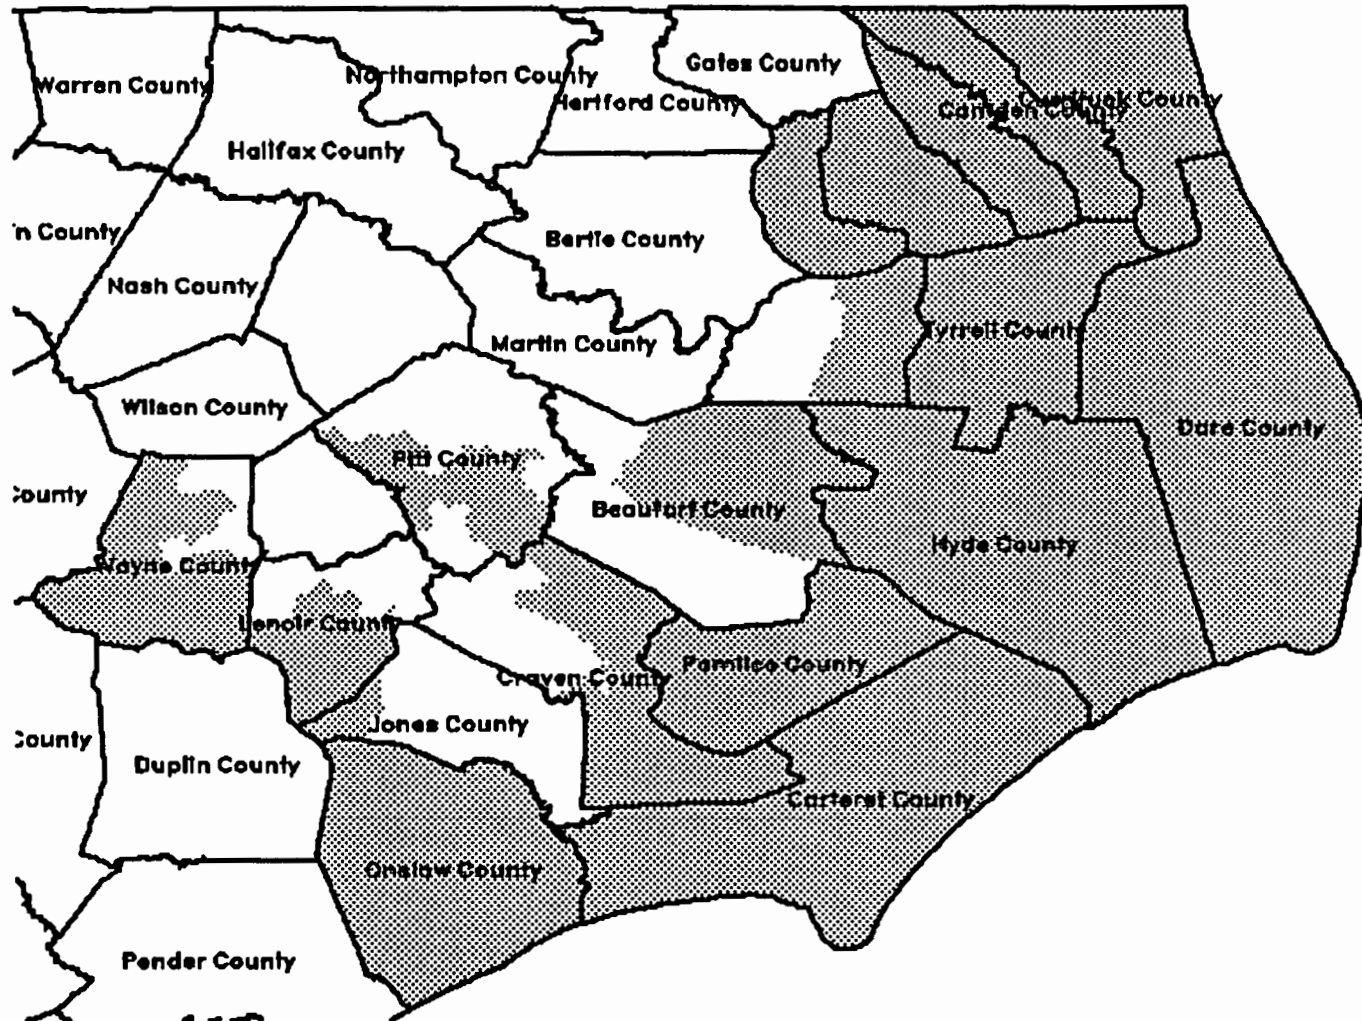 Gates County
Northampton County
Warren County
Hertford County
Currituck County
Camden County
Halifax County
n County
Bertie County
Nash County
Tyrrell County
Martin County
Wilson County
Dare County
Pitt County
County
Beaufort County
Hyde County
Wayne County
Lenoir County
Pamlico County
Craven County
Jones County
County
Duplin County
Carteret County
Onslow County
Pender County